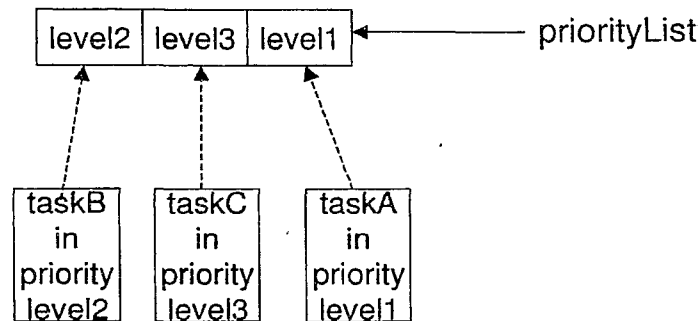 level2 level3 level1 priorityList
taskB
in
priority
level2
taskC
in
priority
level3
taskA
in
priority
level1